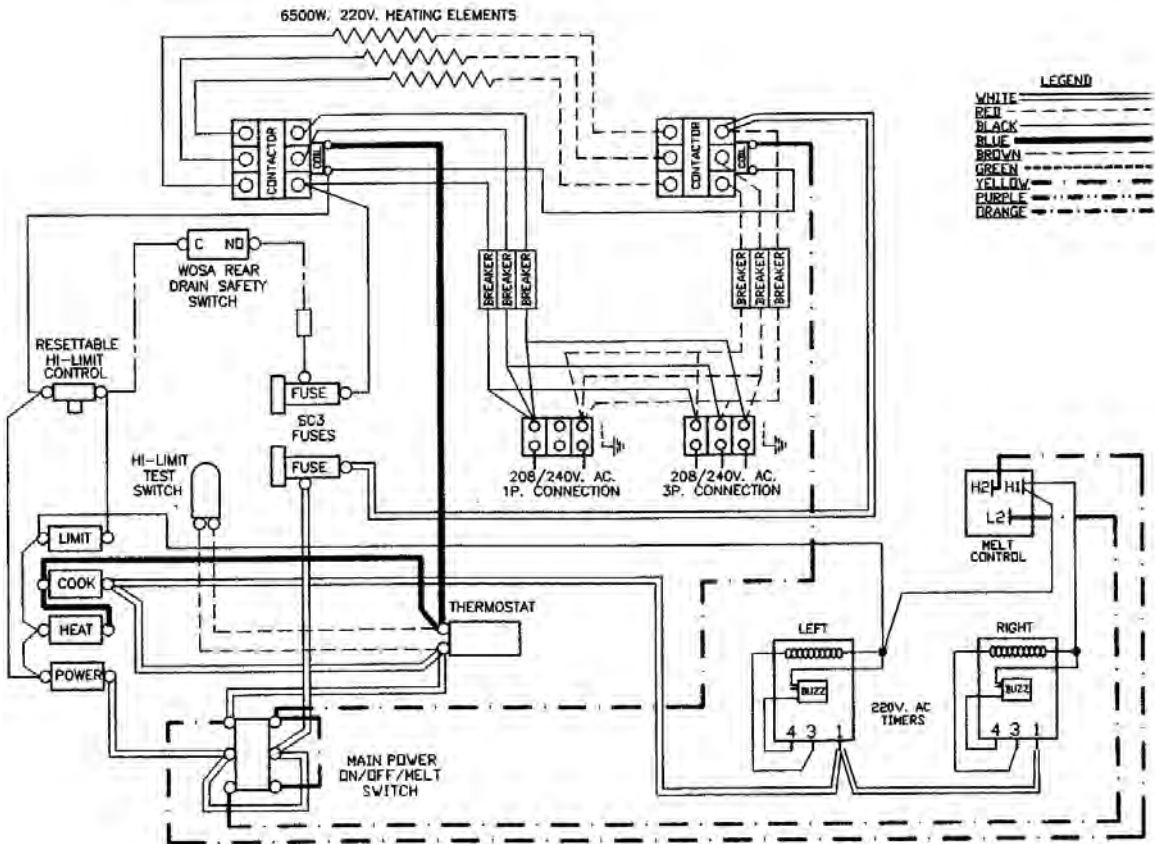 6500W. 220V. HEATING ELEMENTS
LEGEND
WHITE
RED
BLACK
BLUE
BROWN
GREEN
YELLOW
PURPLE
ORANGE
CONTACTOR
COIL
CONTACTOR
COIL
C NO
WOSA REAR
DRAIN SAFETY
SWITCH
BREAKER
BREAKER
BREAKER
BREAKER
BREAKER
BREAKER
RESETTABLE
HI-LIMIT
CONTROL
FUSE
SC3
FUSES
FUSE
HI-LIMIT
TEST
SWITCH
208/240V. AC.
1P. CONNECTION
208/240V. AC.
3P. CONNECTION
H2 H1
L2
MELT
CONTROL
LIMIT
COOK
HEAT
POWER
THERMOSTAT
LEFT
BUZZ
4 3 1
220V. AC
TIMERS
RIGHT
BUZZ
4 3 1
MAIN POWER
ON/OFF/MELT
SWITCH